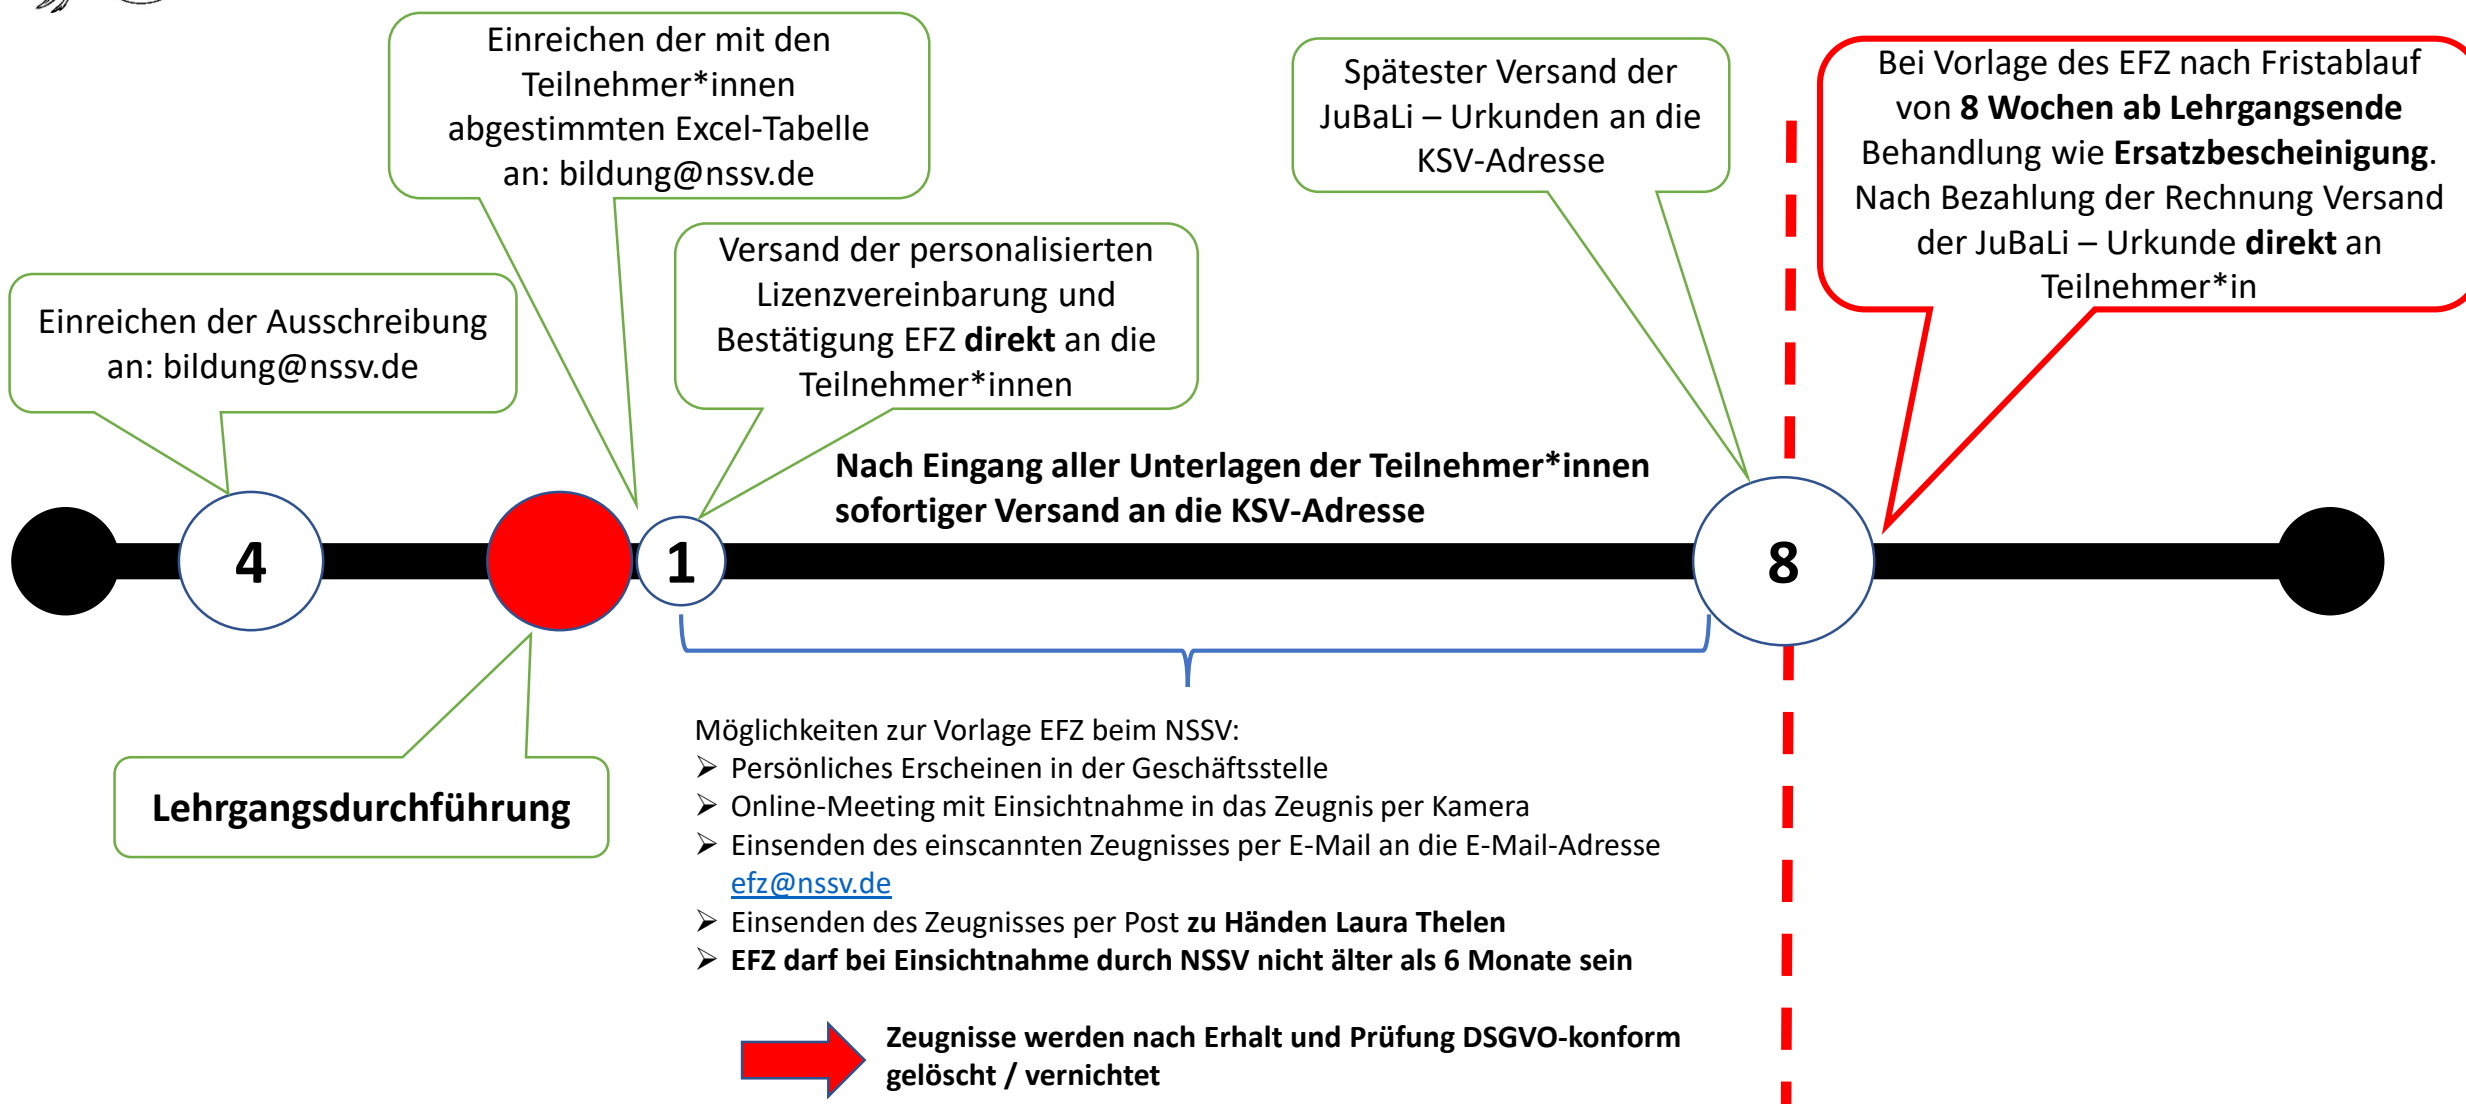 Einreichen der mit den
Teilnehmer*innen
abgestimmten Excel-Tabelle
an: bildung@nssv.de
Spätester Versand der
JuBaLi – Urkunden an die
KSV-Adresse
Bei Vorlage des EFZ nach Fristablauf
von 8 Wochen ab Lehrgangsende
Behandlung wie Ersatzbescheinigung.
Nach Bezahlung der Rechnung Versand
der JuBaLi – Urkunde direkt an
Teilnehmer*in
Versand der personalisierten
Lizenzvereinbarung und
Bestätigung EFZ direkt an die
Teilnehmer*innen
Einreichen der Ausschreibung
an: bildung@nssv.de
Nach Eingang aller Unterlagen der Teilnehmer*innen
sofortiger Versand an die KSV-Adresse
4
1
8
Lehrgangsdurchführung
Möglichkeiten zur Vorlage EFZ beim NSSV:
➢ Persönliches Erscheinen in der Geschäftsstelle
➢ Online-Meeting mit Einsichtnahme in das Zeugnis per Kamera
➢ Einsenden des einscannten Zeugnisses per E-Mail an die E-Mail-Adresse
efz@nssv.de
➢ Einsenden des Zeugnisses per Post zu Händen Laura Thelen
➢ EFZ darf bei Einsichtnahme durch NSSV nicht älter als 6 Monate sein
Zeugnisse werden nach Erhalt und Prüfung DSGVO-konform
gelöscht / vernichtet